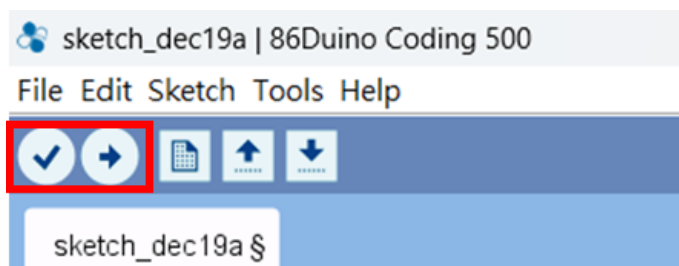 sketch_dec19a | 86Duino Coding 500
File Edit Sketch Tools Help
sketch_dec19a §